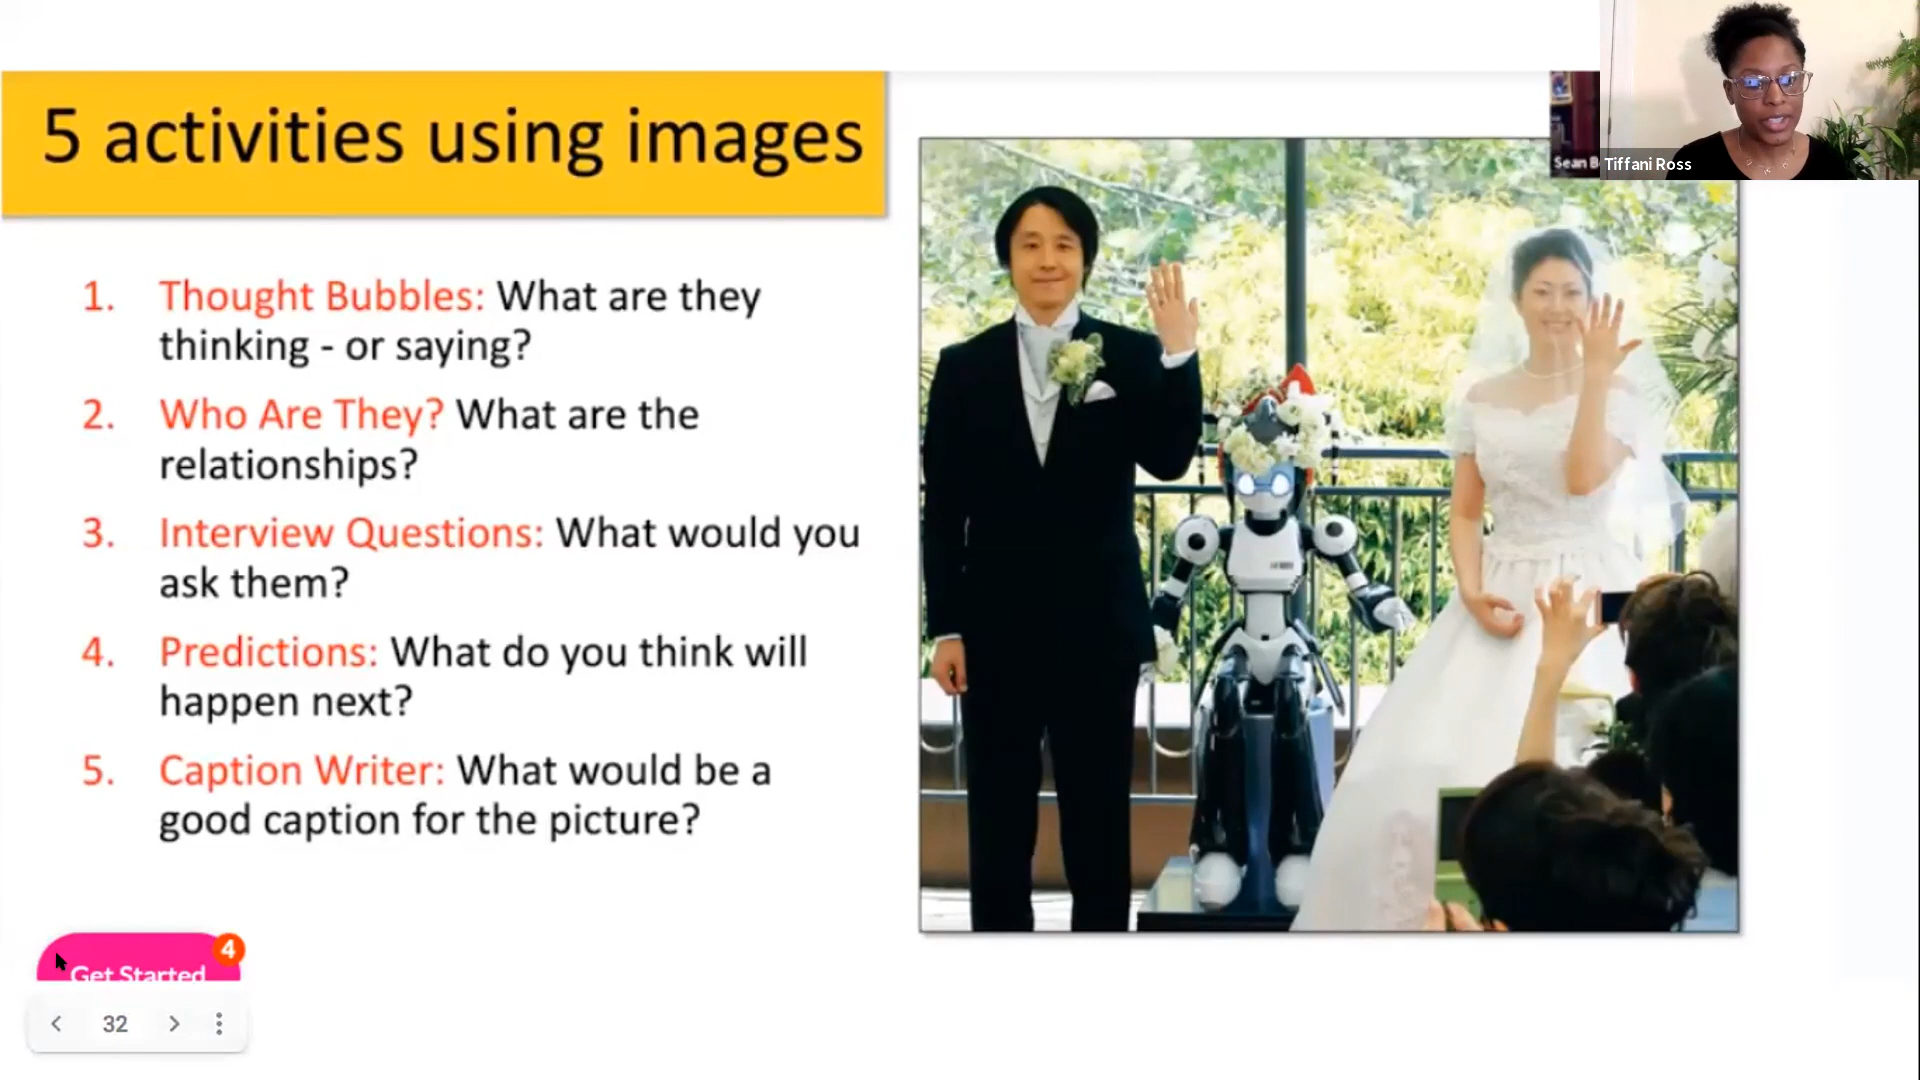 5 activities using images
1. Thought Bubbles: What are they
thinking - or saying?
2. Who Are They? What are the
relationships?
3. Interview Questions: What would you
ask them?
4. Predictions: What do you think will
happen next?
5. Caption Writer: What would be a
good caption for the picture?
Sean
Tiffani Ross
4
Get Started
32